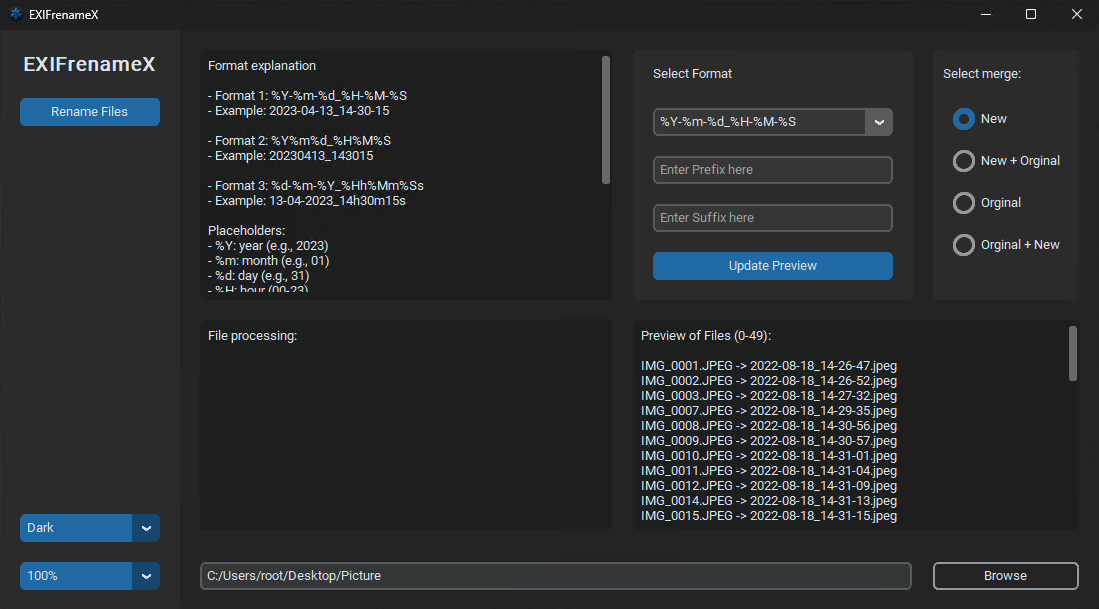 EXIFrenameX
EXIFrenameX
Rename Files
Dark
100%
Format explanation
- Format 1: %Y-%m-%d_%H-%M-%S
- Example: 2023-04-13_14-30-15
- Format 2: %Y%m%d_%H%M%S
- Example: 20230413_143015
- Format 3: %d-%m-%Y_%Hh%Mm%Ss
- Example: 13-04-2023_14h30m15s
Placeholders:
- %Y: year (e.g., 2023)
- %m: month (e.g., 01)
- %d: day (e.g., 31)
- %H: hour (00-23)
Select Format
%Y-%m-%d_%H-%M-%S
Enter Prefix here
Enter Suffix here
Update Preview
Select merge:
New
New + Orginal
Orginal
Orginal + New
File processing:
Preview of Files (0-49):
IMG_0001.JPEG -> 2022-08-18_14-26-47.jpeg
IMG_0002.JPEG -> 2022-08-18_14-26-52.jpeg
IMG_0003.JPEG -> 2022-08-18_14-27-32.jpeg
IMG_0007.JPEG -> 2022-08-18_14-29-35.jpeg
IMG_0008.JPEG -> 2022-08-18_14-30-56.jpeg
IMG_0009.JPEG -> 2022-08-18_14-30-57.jpeg
IMG_0010.JPEG -> 2022-08-18_14-31-01.jpeg
IMG_0011.JPEG -> 2022-08-18_14-31-04.jpeg
IMG_0012.JPEG -> 2022-08-18_14-31-09.jpeg
IMG_0014.JPEG -> 2022-08-18_14-31-13.jpeg
IMG_0015.JPEG -> 2022-08-18_14-31-15.jpeg
C:/Users/root/Desktop/Picture
Browse